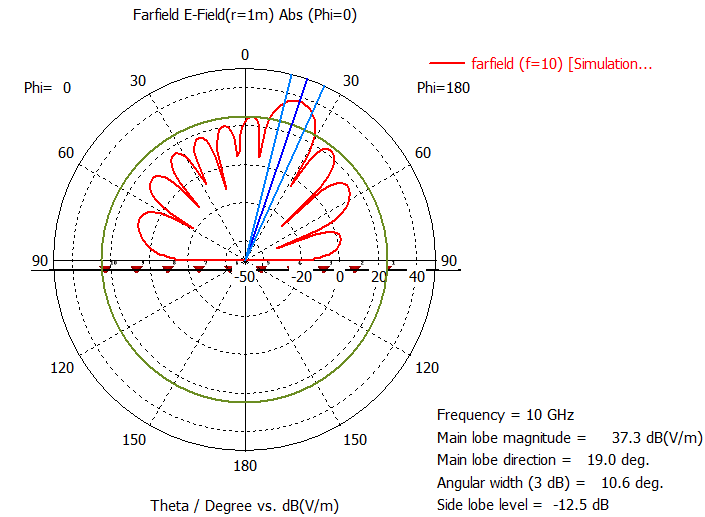 Farfield E-Field(r=1m) Abs (Phi=0)
0
farfield (f=10) [Simulation...
Phi= 0
30
30
Phi=180
60
60
90
90
-50
-20
0
20
40
120
120
150
150
180
Frequency = 10 GHz
Main lobe magnitude = 37.3 dB(V/m)
Main lobe direction = 19.0 deg.
Angular width (3 dB) = 10.6 deg.
Side lobe level = -12.5 dB
Theta / Degree vs. dB(V/m)